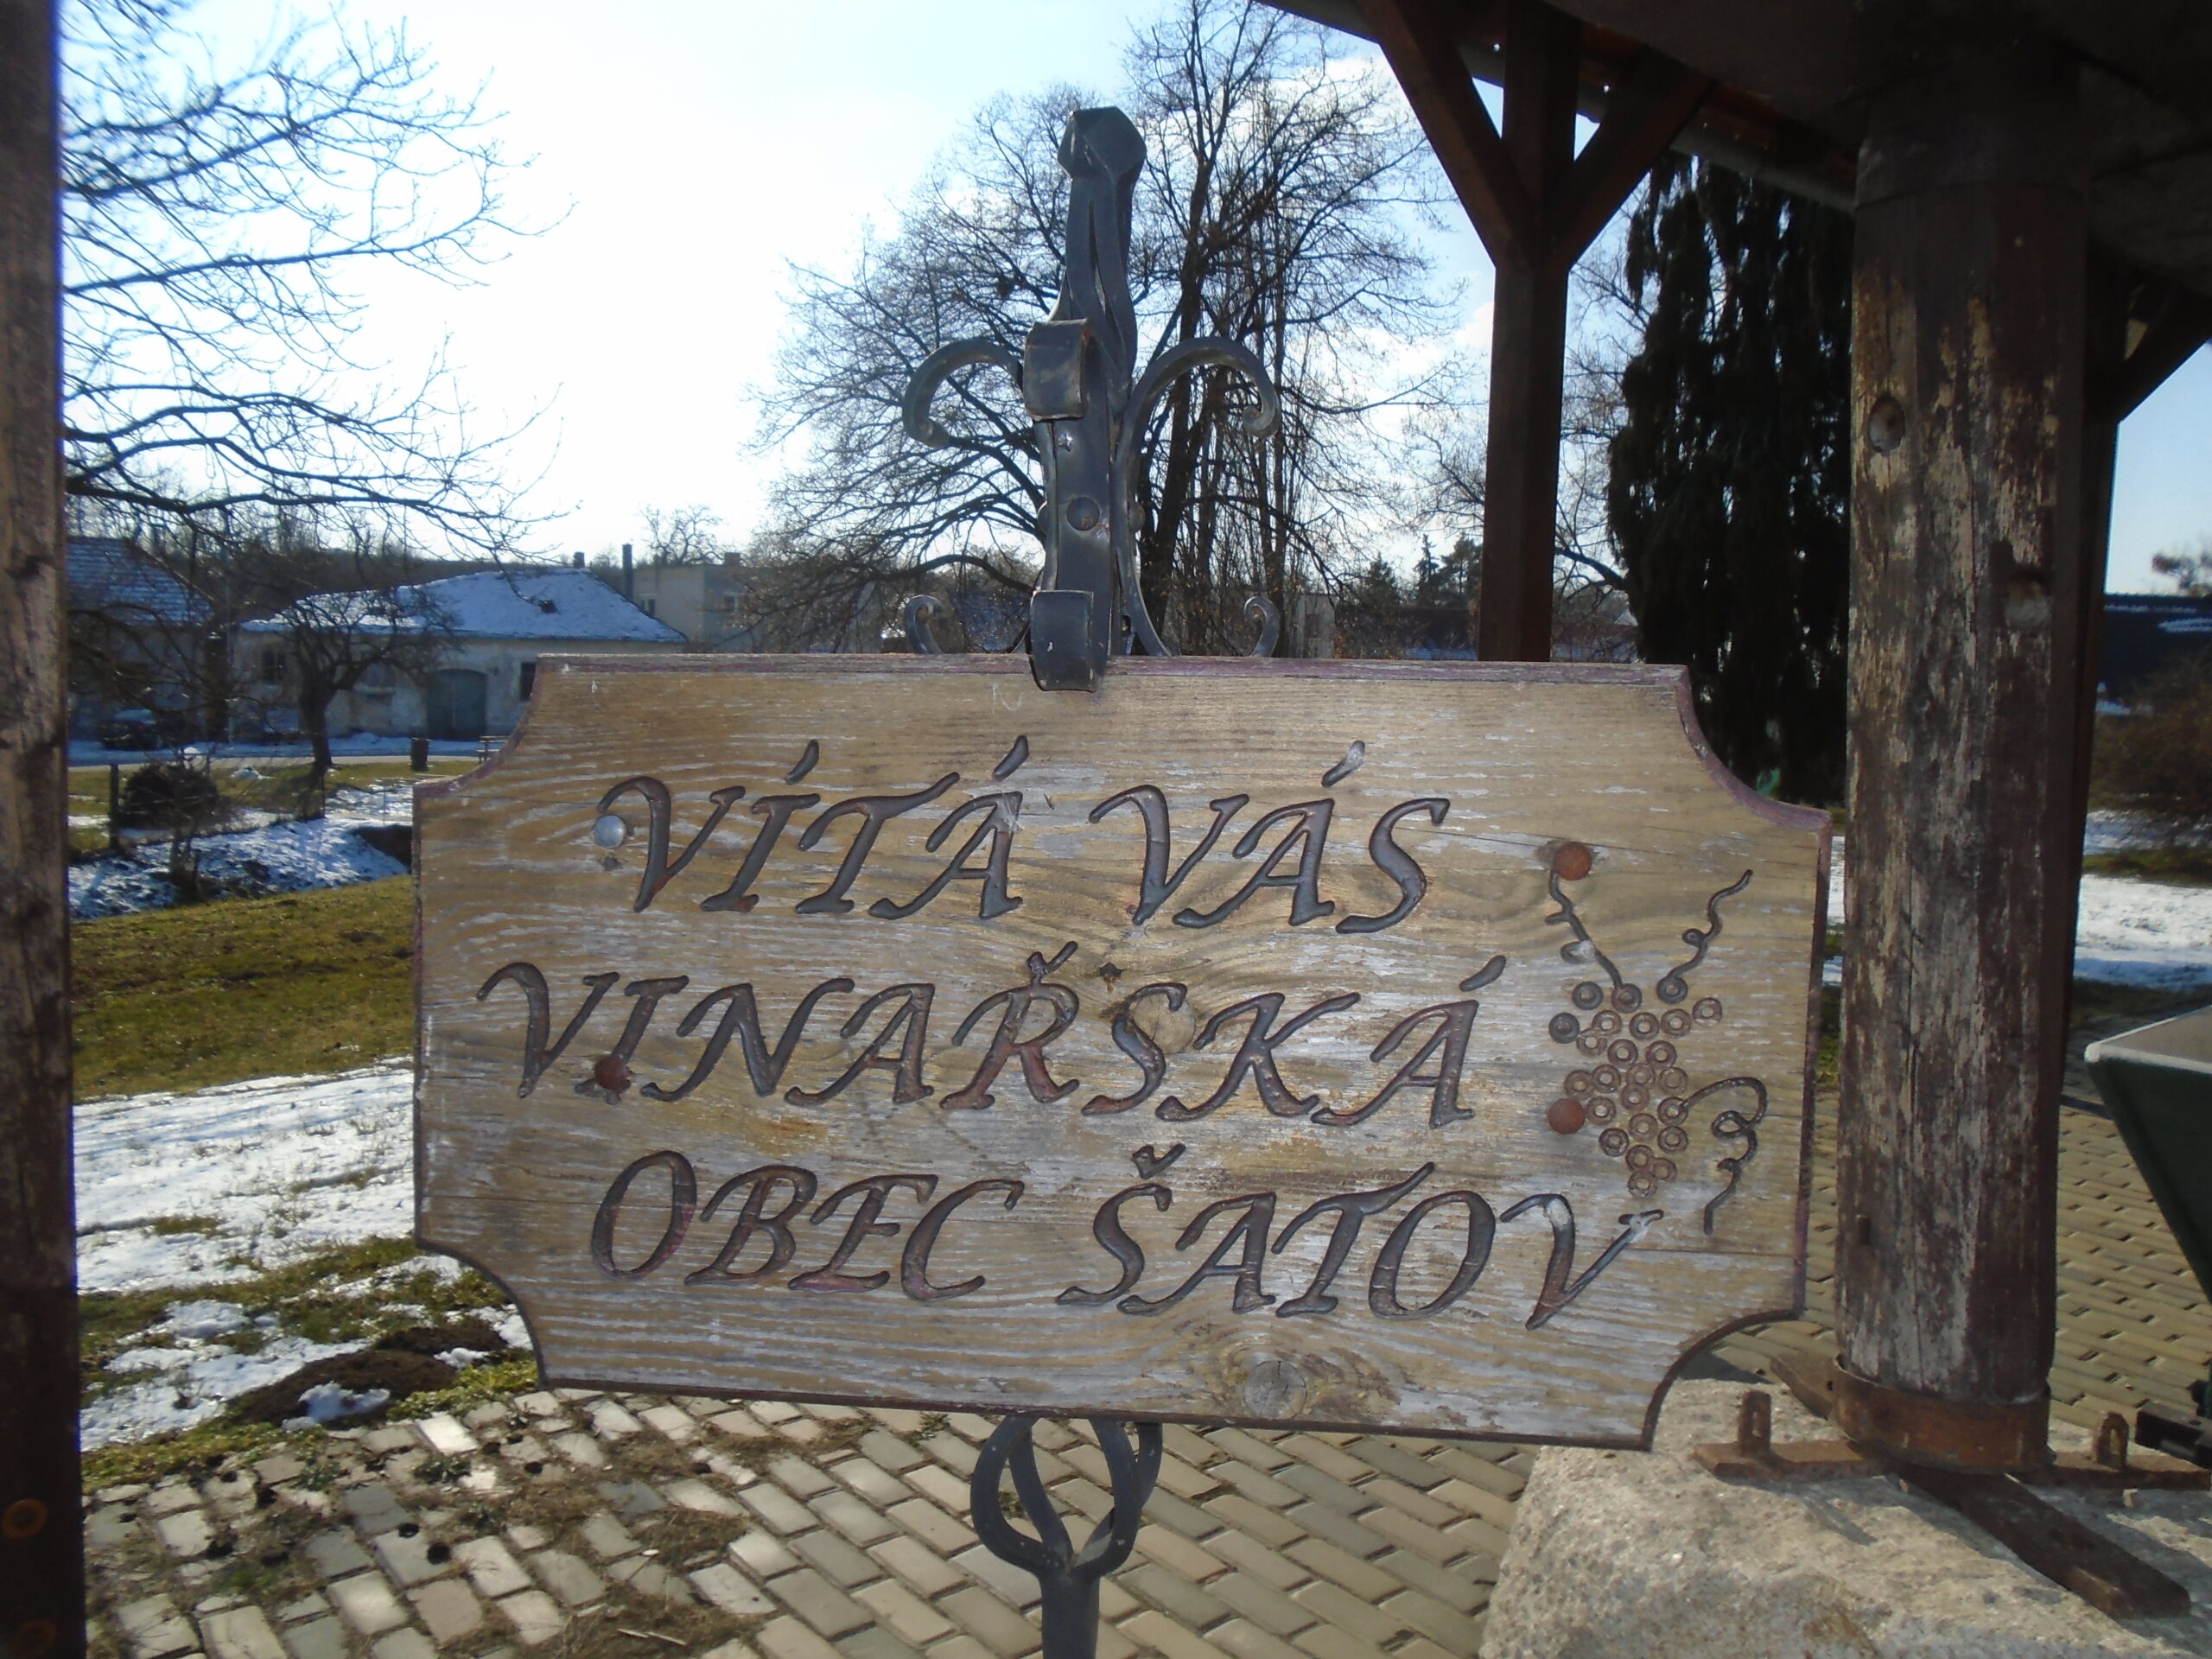 VÍTÁ VÁS
VINAŘSKÁ
OBEC ŠATOV